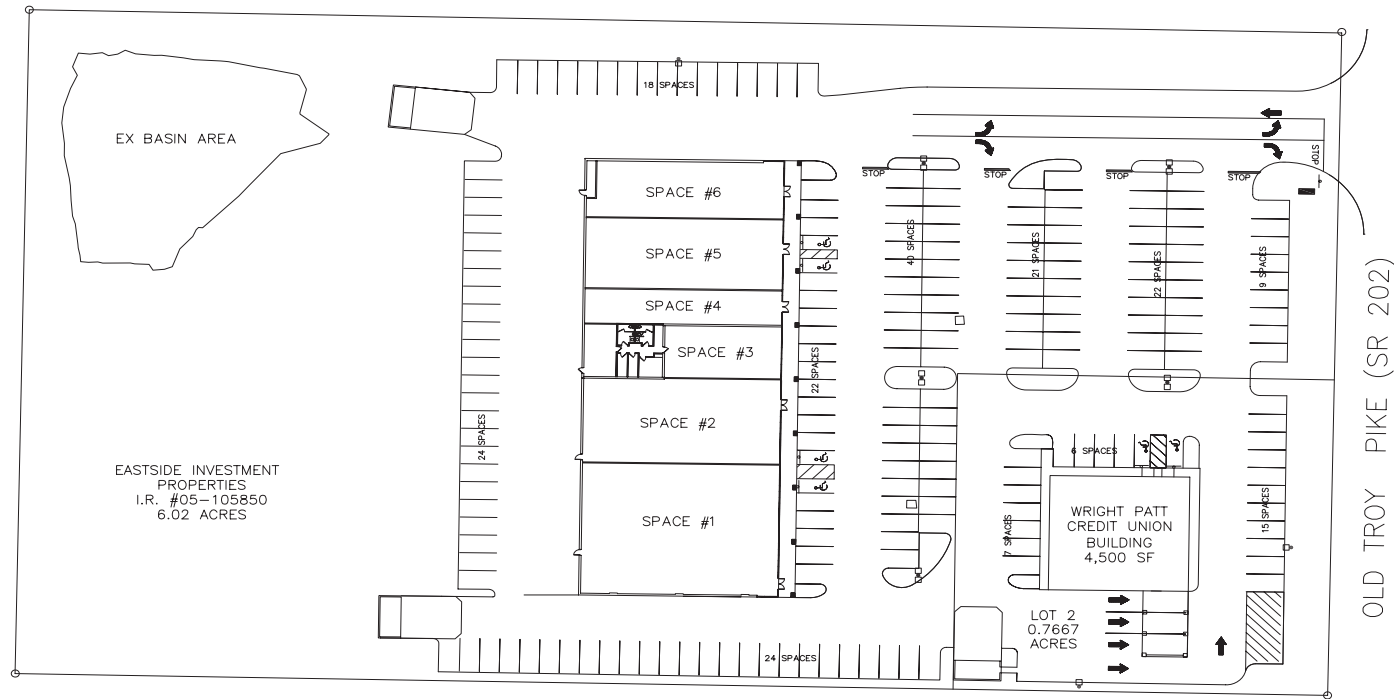 18 SPACES
EX BASIN AREA
STOP
STOP
STOP
STOP
STOP
SPACE #6
SPACE #5
SPACE #4
SPACE #3
SPACE #2
SPACE #1
40 SPACES
21 SPACES
22 SPACES
9 SPACES
22 SPACES
24 SPACES
OLD TROY PIKE (SR 202)
EASTSIDE INVESTMENT
PROPERTIES
I.R. #05-105850
6.02 ACRES
6 SPACES
7 SPACES
15 SPACES
WRIGHT PATT
CREDIT UNION
BUILDING
4,500 SF
LOT 2
0.7667
ACRES
24 SPACES